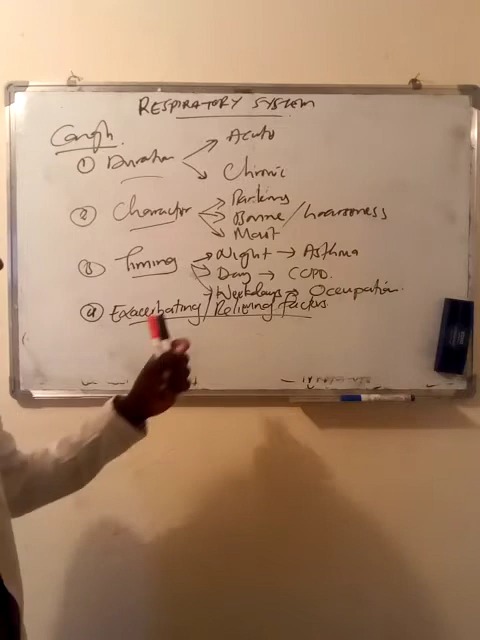 RESPIRATORY SYSTEM
Cough.
① Duration → Acute
→ Chronic
② Character → Barking
→ Bovine / hoarseness
→ Moist
③ Timing → Night → Asthma
→ Day → COPD.
→ Weekdays → Occupation.
④ Exacerbating / Relieving factors